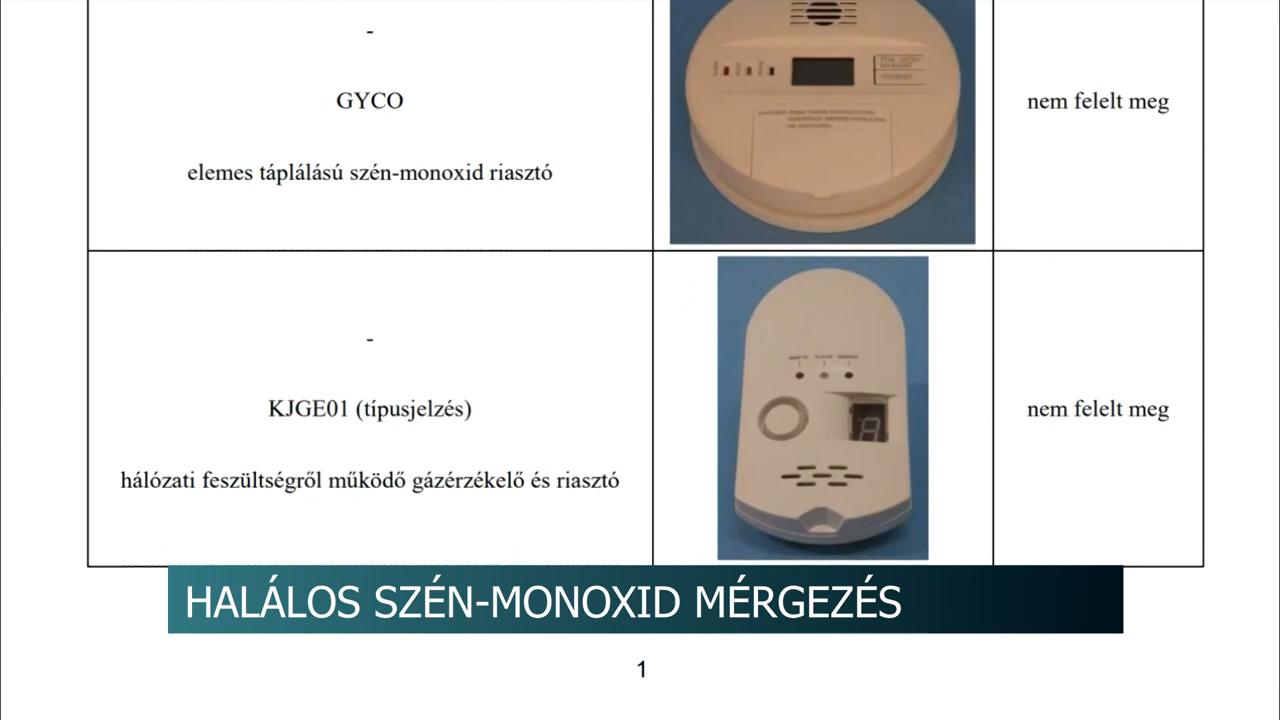 -
GYCO
elemes táplálású szén-monoxid riasztó
nem felelt meg
-
KJGE01 (típusjelzés)
hálózati feszültségről működő gázérzékelő és riasztó
nem felelt meg
HALÁLOS SZÉN-MONOXID MÉRGEZÉS
1